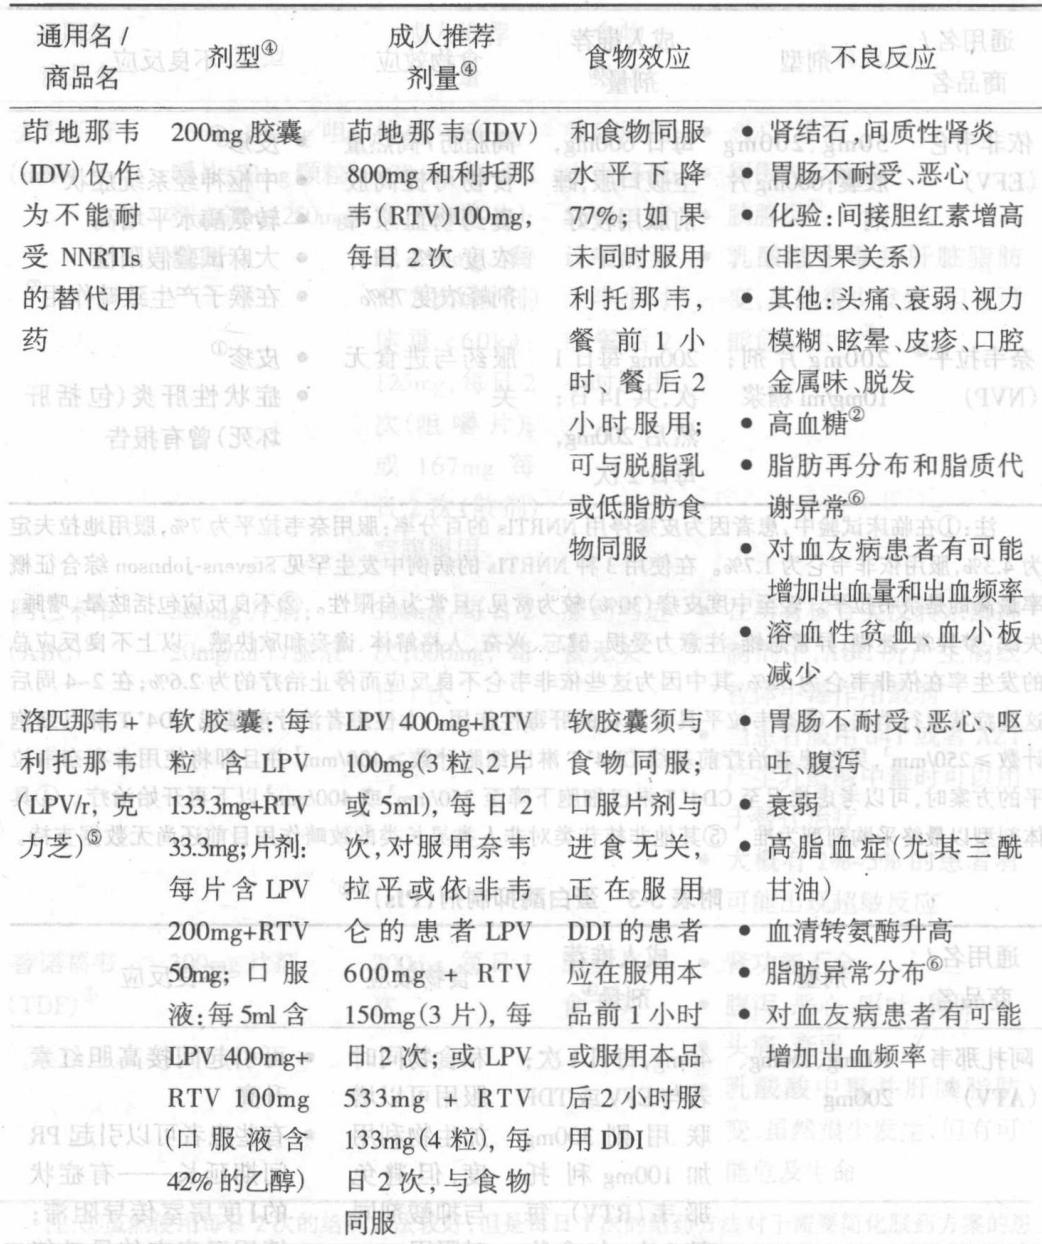 通用名 /
商品名
剂型④
成人推荐
剂量④
食物效应
不良反应
茚地那韦
(IDV)仅作
为不能耐
受 NNRTIs
的替代用
药
200mg 胶囊
茚地那韦(IDV)
800mg 和利托那
韦(RTV)100mg,
每日 2 次
和食物同服
水平下降
77%; 如果
未同时服用
利托那韦,
餐前 1 小
时、餐后 2
小时服用;
可与脱脂乳
或低脂肪食
物同服
● 肾结石,间质性肾炎
● 胃肠不耐受、恶心
● 化验:间接胆红素增高
(非因果关系)
● 其他:头痛、衰弱、视力
模糊、眩晕、皮疹、口腔
金属味、脱发
● 高血糖②
● 脂肪再分布和脂质代
谢异常⑥
● 对血友病患者有可能
增加出血量和出血频率
● 溶血性贫血、血小板
减少
洛匹那韦 +
利托那韦
(LPV/r, 克
力芝)⑤
软胶囊: 每
粒含 LPV
133.3mg+RTV
33.3mg; 片剂:
每片含 LPV
200mg+RTV
50mg; 口服
液:每 5ml 含
LPV 400mg+
RTV 100mg
(口服液含
42%的乙醇)
LPV 400mg+RTV
100mg(3 粒、2 片
或 5ml), 每日 2
次,对服用奈韦
拉平或依非韦
仑的患者 LPV
600mg + RTV
150mg(3 片), 每
日 2 次; 或 LPV
533mg + RTV
133mg(4 粒), 每
日 2 次, 与食物
同服
软胶囊须与
食物同服;
口服片剂与
进食无关,
正在服用
DDI 的患者
应在服用本
品前 1 小时
或服用本品
后 2 小时服
用 DDI
● 胃肠不耐受、恶心、呕
吐、腹泻
● 衰弱
● 高脂血症(尤其三酰
甘油)
● 血清转氨酶升高
● 脂肪异常分布⑥
● 对血友病患者有可能
增加出血频率